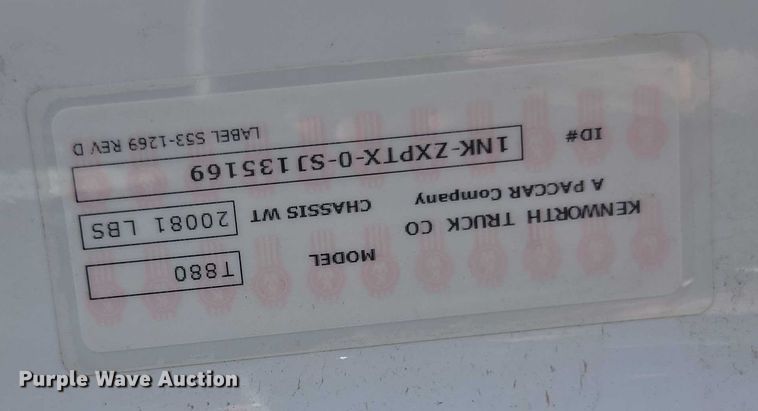 KENWORTH TRUCK CO MODEL T880
A PACCAR Company CHASSIS WT 20081 LBS
ID# 1NK-ZXPTX-0-SJ135169
LABEL S53-1269 REV D
Purple Wave Auction